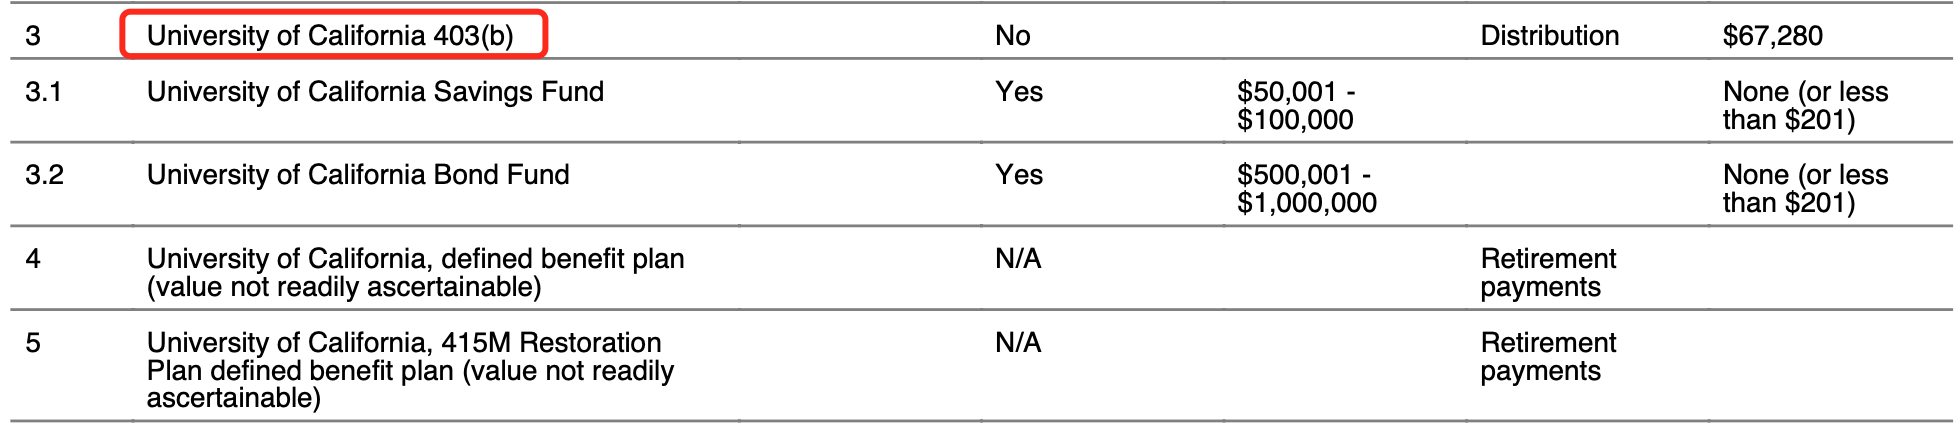 3 University of California 403(b) No Distribution $67,280
3.1 University of California Savings Fund Yes $50,001 - None (or less
$100,000 than $201)
3.2 University of California Bond Fund Yes $500,001 - None (or less
$1,000,000 than $201)
4 University of California, defined benefit plan N/A Retirement
(value not readily ascertainable) payments
5 University of California, 415M Restoration N/A Retirement
Plan defined benefit plan (value not readily payments
ascertainable)